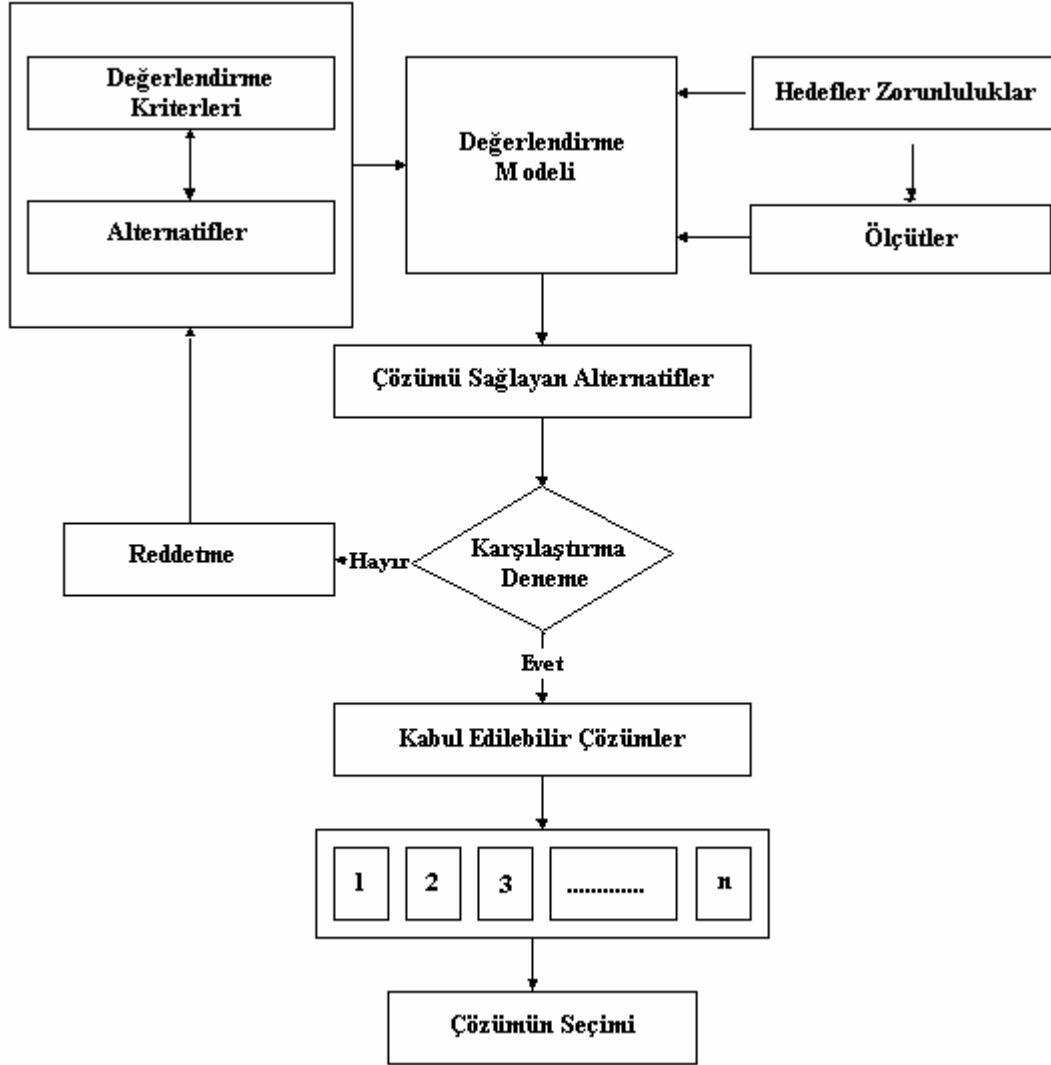 Değerlendirme
Kriterleri
Alternatifler
Değerlendirme
Modeli
Hedefler Zorunluluklar
Ölçütler
Çözümü Sağlayan Alternatifler
Karşılaştırma
Deneme
Hayır
Reddetme
Evet
Kabul Edilebilir Çözümler
1 2 3 ............. n
Çözümün Seçimi